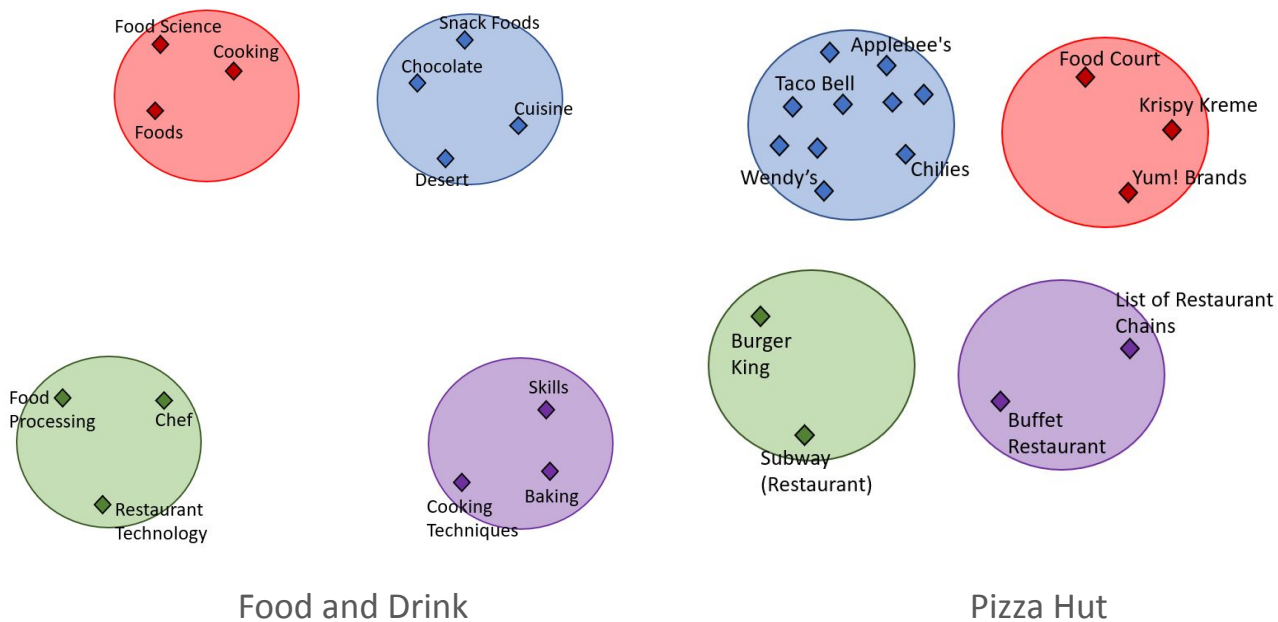 Food Science
Cooking
Foods
Snack Foods
Chocolate
Cuisine
Desert
Food
Processing
Chef
Restaurant
Technology
Skills
Baking
Cooking
Techniques
Food and Drink
Applebee's
Taco Bell
Wendy's
Chilies
Food Court
Krispy Kreme
Yum! Brands
Burger
King
Subway
(Restaurant)
List of Restaurant
Chains
Buffet
Restaurant
Pizza Hut